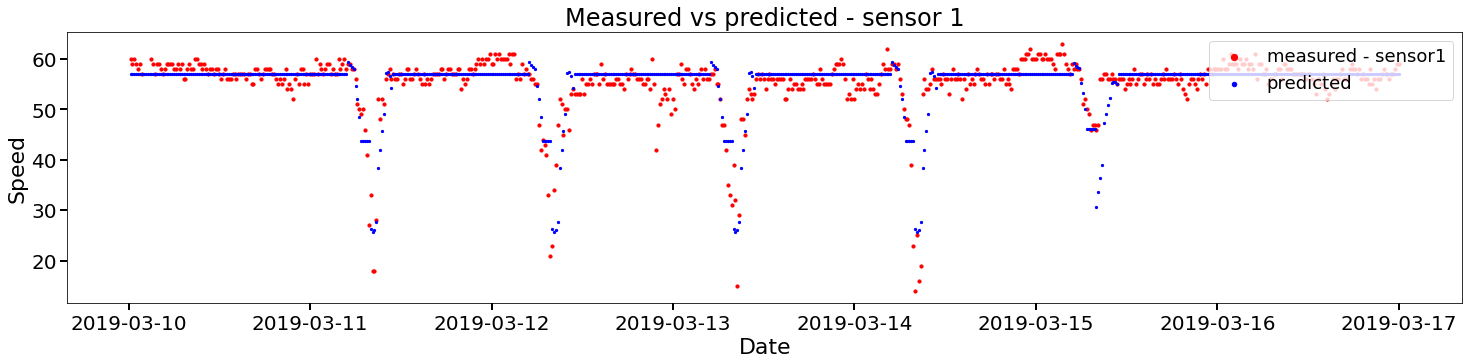 Measured vs predicted - sensor 1
measured - sensor1
predicted
60
50
40
30
20
Speed
2019-03-10 2019-03-11 2019-03-12 2019-03-13 2019-03-14 2019-03-15 2019-03-16 2019-03-17
Date